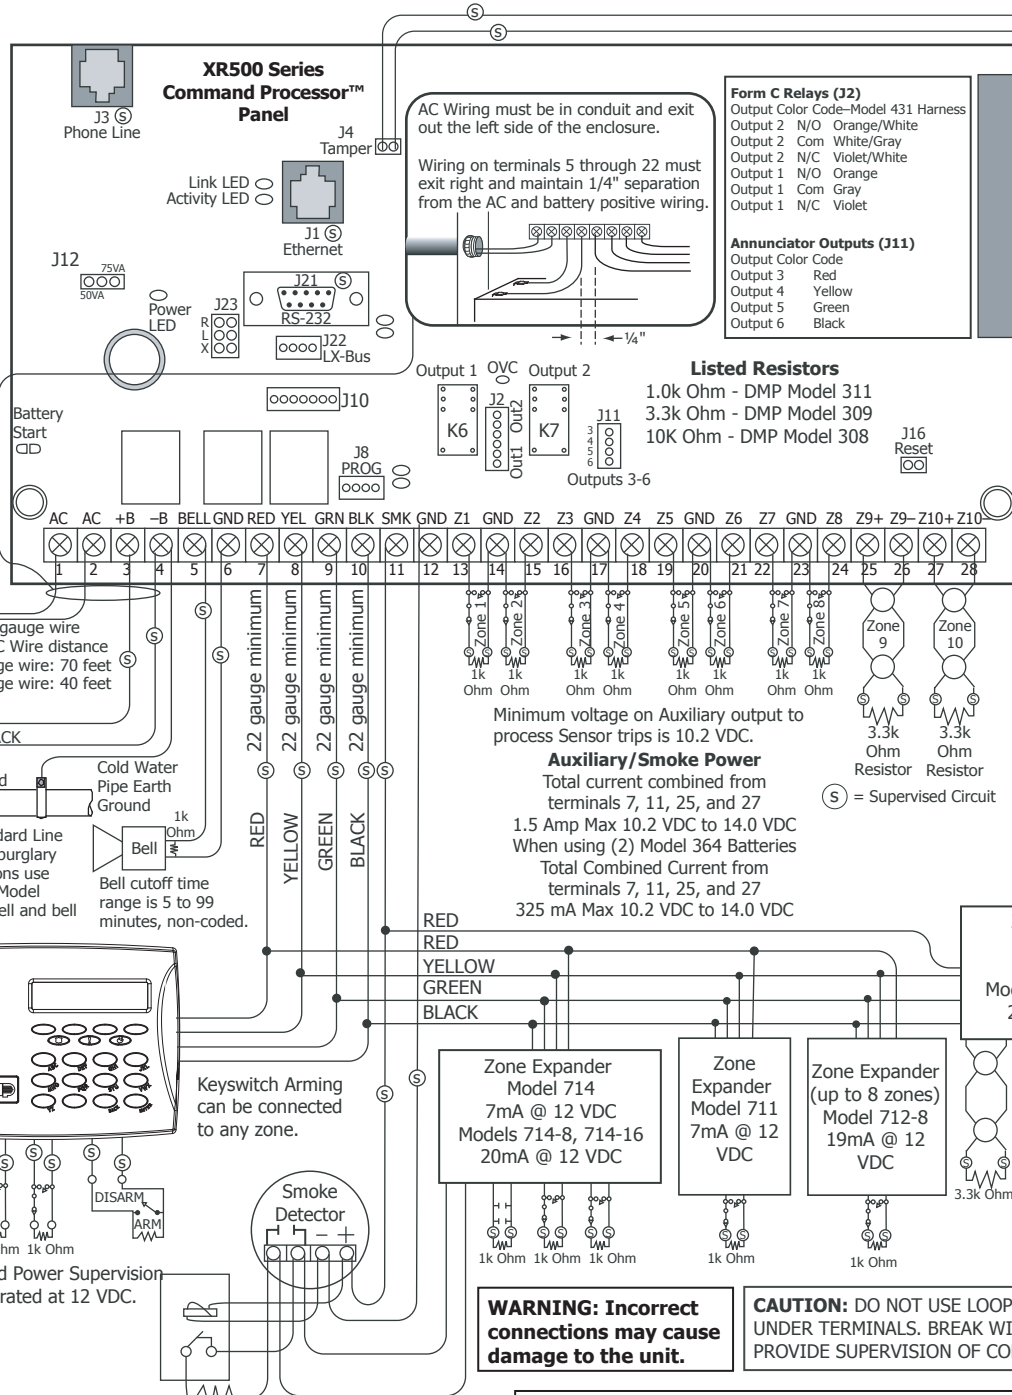 S
S
XR500 Series
Command Processor™
Panel
J3 S
Phone Line
J4
Tamper
Link LED
Activity LED
J1 S
Ethernet
AC Wiring must be in conduit and exit
out the left side of the enclosure.
Wiring on terminals 5 through 22 must
exit right and maintain 1/4" separation
from the AC and battery positive wiring.
¼"
Form C Relays (J2)
Output Color Code–Model 431 Harness
Output 2 N/O Orange/White
Output 2 Com White/Gray
Output 2 N/C Violet/White
Output 1 N/O Orange
Output 1 Com Gray
Output 1 N/C Violet
Annunciator Outputs (J11)
Output Color Code
Output 3 Red
Output 4 Yellow
Output 5 Green
Output 6 Black
J12
75VA
50VA
Power
LED
J23
R
L
X
J21 S
RS-232
J22
LX-Bus
J10
Battery
Start
J8
PROG
Output 1 OVC Output 2
K6
J2
Out1 Out2
K7
J11
3
4
5
6
Outputs 3-6
Listed Resistors
1.0k Ohm - DMP Model 311
3.3k Ohm - DMP Model 309
10K Ohm - DMP Model 308
J16
Reset
AC AC +B –B BELL GND RED YEL GRN BLK SMK GND Z1 GND Z2 Z3 GND Z4 Z5 GND Z6 Z7 GND Z8 Z9+ Z9– Z10+ Z10–
1 2 3 4 5 6 7 8 9 10 11 12 13 14 15 16 17 18 19 20 21 22 23 24 25 26 27 28
gauge wire
C Wire distance
ge wire: 70 feet
ge wire: 40 feet
S S S S
22 gauge minimum
22 gauge minimum
22 gauge minimum
22 gauge minimum
Zone 1 Zone 2 Zone 3 Zone 4 Zone 5 Zone 6 Zone 7 Zone 8
S S S S S S S S S S S S S S S S
1k
Ohm
1k
Ohm
1k
Ohm
1k
Ohm
1k
Ohm
1k
Ohm
1k
Ohm
1k
Ohm
Zone
9
Zone
10
S S S S
3.3k
Ohm
Resistor
3.3k
Ohm
Resistor
S = Supervised Circuit
Minimum voltage on Auxiliary output to
process Sensor trips is 10.2 VDC.
Auxiliary/Smoke Power
Total current combined from
terminals 7, 11, 25, and 27
1.5 Amp Max 10.2 VDC to 14.0 VDC
When using (2) Model 364 Batteries
Total Combined Current from
terminals 7, 11, 25, and 27
325 mA Max 10.2 VDC to 14.0 VDC
ACK
d
Cold Water
Pipe Earth
Ground
1k
Ohm
Bell
Bell cutoff time
range is 5 to 99
minutes, non-coded.
dard Line
burglary
ons use
Model
ell and bell
S S S S S
RED
YELLOW
GREEN
BLACK
RED
RED
YELLOW
GREEN
BLACK
Keyswitch Arming
can be connected
to any zone.
S S
Zone Expander
Model 714
7mA @ 12 VDC
Models 714-8, 714-16
20mA @ 12 VDC
Zone
Expander
Model 711
7mA @ 12
VDC
Zone Expander
(up to 8 zones)
Model 712-8
19mA @ 12
VDC
Mod
2
S S
3.3k Ohm
S S S S S S
1k Ohm 1k Ohm 1k Ohm
S S
1k Ohm
S S
1k Ohm
S S S S S
DISARM
ARM
hm 1k Ohm
d Power Supervision
rated at 12 VDC.
Smoke
Detector
– +
WARNING: Incorrect
connections may cause
damage to the unit.
CAUTION: DO NOT USE LOOP
UNDER TERMINALS. BREAK WI
PROVIDE SUPERVISION OF CO